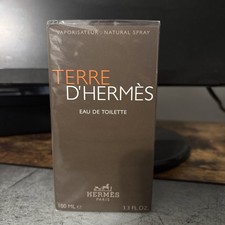 VAPORISATEUR · NATURAL SPRAY
TERRE
D'HERMÈS
EAU DE TOILETTE
HERMÈS
PARIS
100 ML ℮ 3.3 FL.OZ.